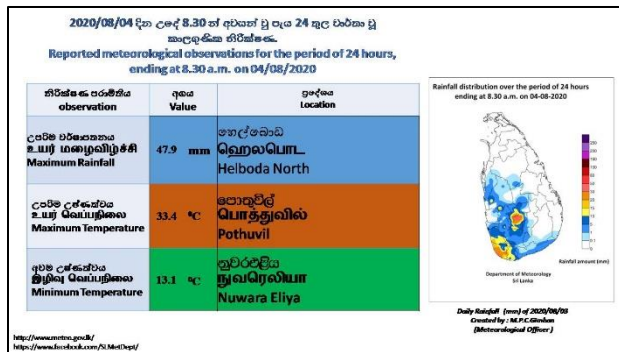 2020/08/04 දින උදේ 8.30 න් අවසන් වූ පැය 24 තුල වාර්තා වූ
කාලගුණික නිරීක්ෂණ.
Reported meteorological observations for the period of 24 hours,
ending at 8.30 a.m. on 04/08/2020
නිරීක්ෂණ පරාමිතිය
observation
අගය
Value
ප්‍රදේශය
Location
උපරිම වර්ෂාපතනය
உயர் மழைவிழ்ச்சி
Maximum Rainfall
47.9 mm
හෙල්බොඩ
ஹெலபொட
Helboda North
උපරිම උෂ්ණත්වය
உயர் வெப்பநிலை
Maximum Temperature
33.4 °C
පොතුවිල්
பொத்துவில்
Pothuvil
අවම උෂ්ණත්වය
இழிவு வெப்பநிலை
Minimum Temperature
13.1 °C
නුවරඑළිය
நுவரெலியா
Nuwara Eliya
Rainfall distribution over the period of 24 hours
ending at 8.30 a.m. on 04-08-2020
Rainfall amount (mm)
Department of Meteorology
Sri Lanka
Daily Rainfall (mm) of 2020/08/03
Created by : M.P.C.Gimhan
(Meteorological Officer )
http://www.meteo.gov.lk/
https://www.facebook.com/SLMetDept/